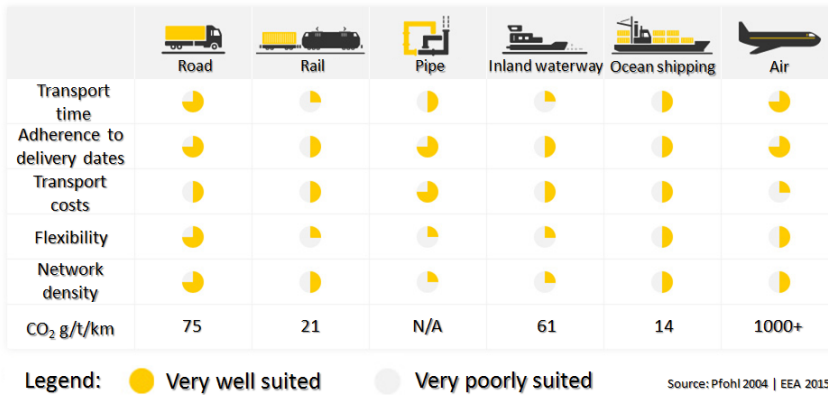 Road Rail Pipe Inland waterway Ocean shipping Air
Transport
time
Adherence to
delivery dates
Transport
costs
Flexibility
Network
density
CO₂ g/t/km 75 21 N/A 61 14 1000+
Legend: Very well suited Very poorly suited Source: Pfohl 2004 | EEA 2015